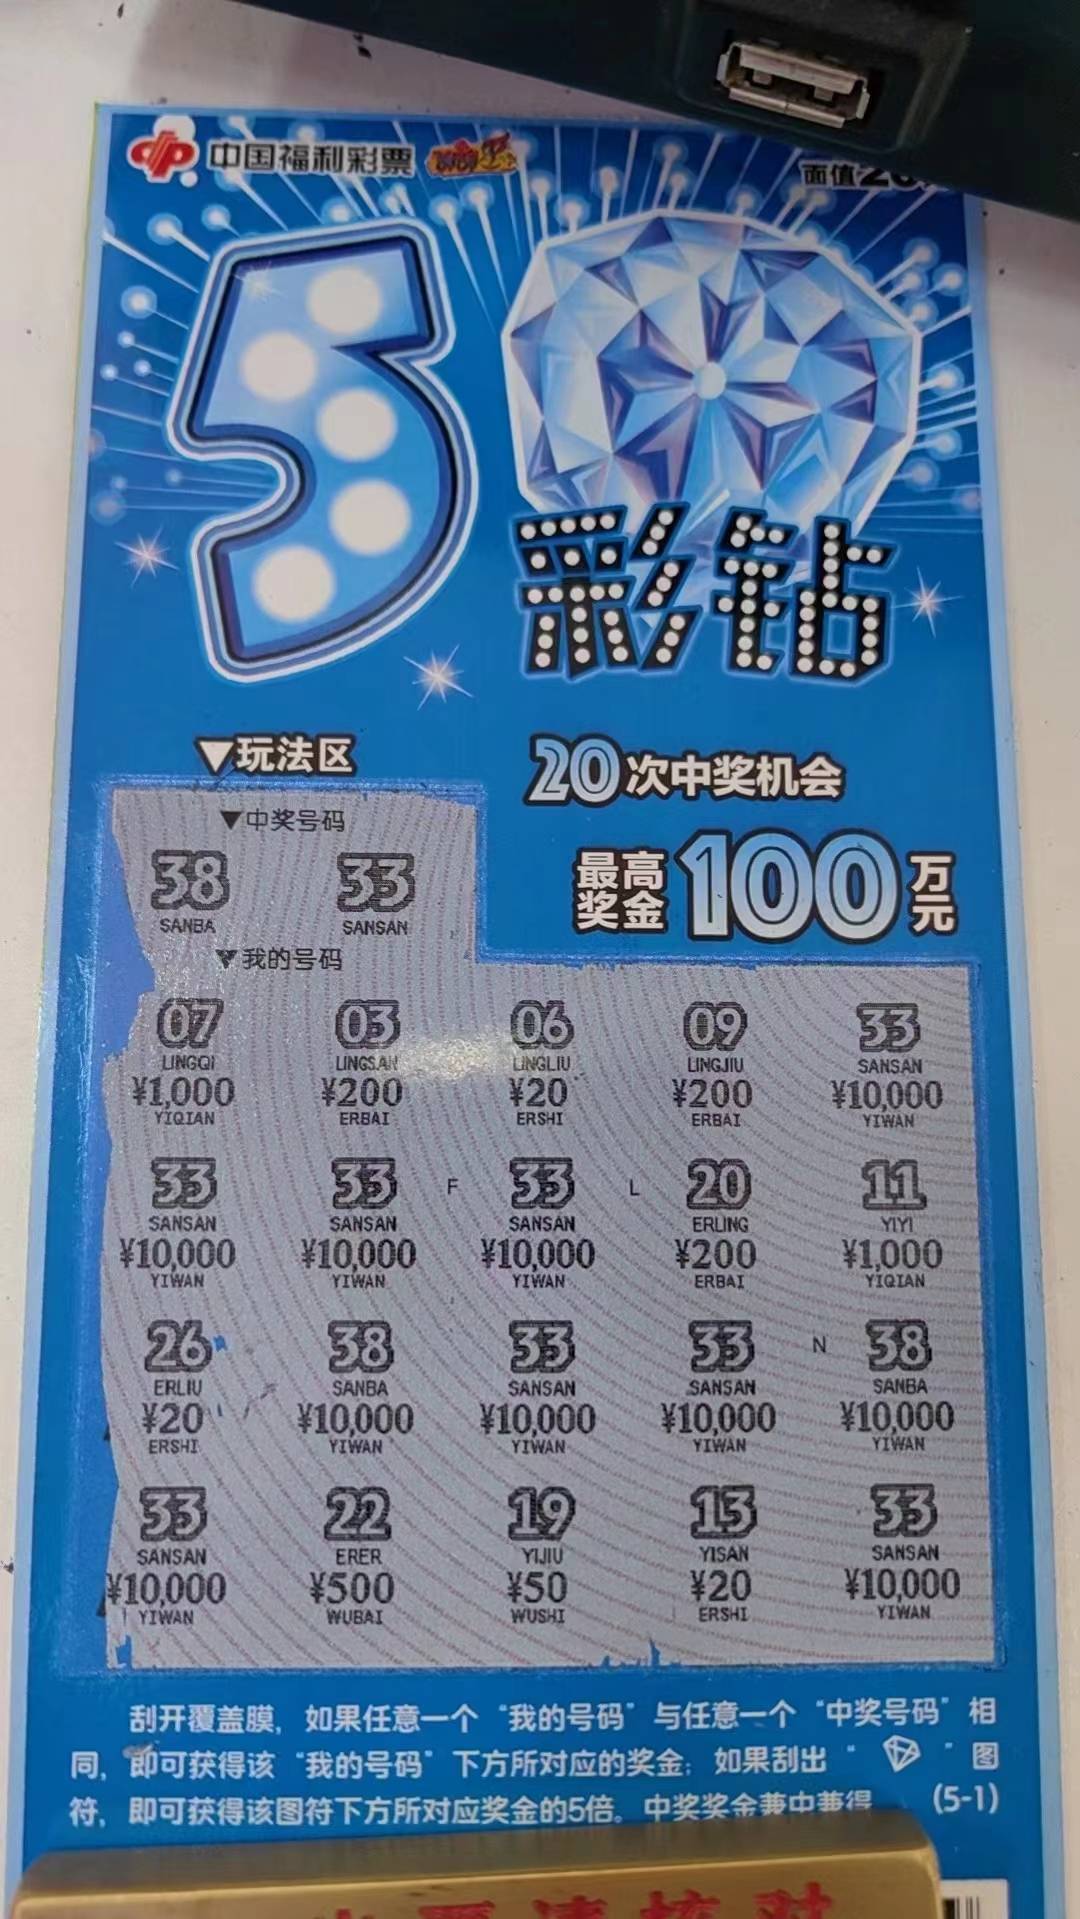 中国福利彩票 刮刮乐
面值20
5
彩钻
▼玩法区
20次中奖机会
最高奖金100万元
▼中奖号码
38 33
SANBA SANSAN
▼我的号码
07 03 06 09 33
LINGQI LINGSAN LINGLIU LINGJIU SANSAN
¥1,000 ¥200 ¥20 ¥200 ¥10,000
YIQIAN ERBAI ERSHI ERBAI YIWAN
33 33 F 33 L 20 11
SANSAN SANSAN SANSAN ERLING YIYI
¥10,000 ¥10,000 ¥10,000 ¥200 ¥1,000
YIWAN YIWAN YIWAN ERBAI YIQIAN
26 38 33 33 N 38
ERLIU SANBA SANSAN SANSAN SANBA
¥20 ¥10,000 ¥10,000 ¥10,000 ¥10,000
ERSHI YIWAN YIWAN YIWAN YIWAN
33 22 19 13 33
SANSAN ERER YIJIU YISAN SANSAN
¥10,000 ¥500 ¥50 ¥20 ¥10,000
YIWAN WUBAI WUSHI ERSHI YIWAN
刮开覆盖膜，如果任意一个“我的号码”与任意一个“中奖号码”相
同，即可获得该“我的号码”下方所对应的奖金；如果刮出“ ”图
符，即可获得该图符下方所对应奖金的5倍。中奖奖金兼中兼得。 (5-1)